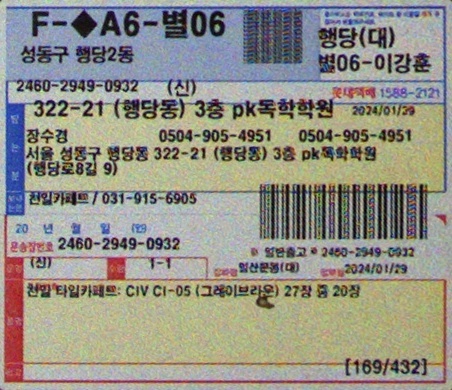 F-◆A6-별06
성동구 행당2동
행당(대)
별06-이강훈
2460-2949-0932 (신)
롯데택배 1588-2121
322-21 (행당동) 3층 pk독학학원 2024/01/29
받는분
장수경 0504-905-4951 0504-905-4951
서울 성동구 행당동 322-21 (행당동) 3층 pk독학학원
(행당로8길 9)
천일카페트 / 031-915-6905
20 년 월 일
운송장번호 2460-2949-0932
일반출고 2460-2949-0932
(신) 1-1 일산문봉(대) 2024/01/29
천일 타일카페트: CIV CI-05 (그레이브라운) 27장 중 20장
[169/432]